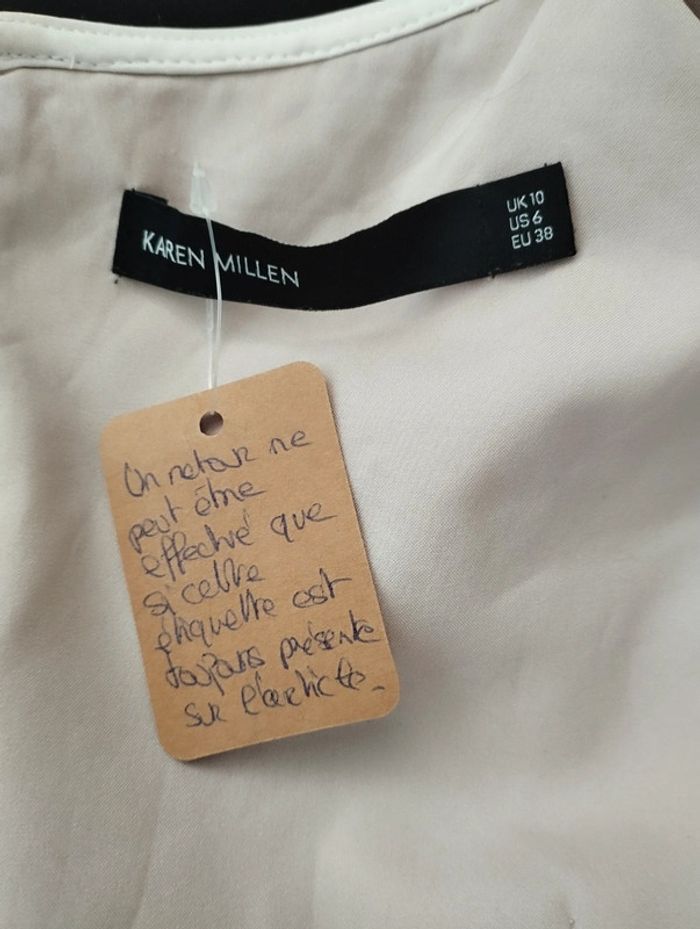 KAREN MILLEN
UK 10
US 6
EU 38
Un retour ne
peut être
effectué que
si cette
étiquette est
toujours présente
sur l'article.